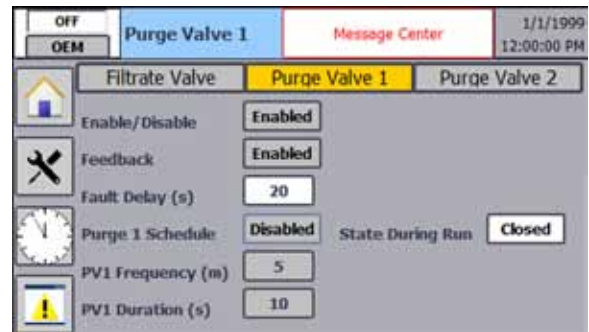 OFF
OEM
Purge Valve 1
Message Center
1/1/1999
12:00:00 PM
Filtrate Valve
Purge Valve 1
Purge Valve 2
Enable/Disable
Enabled
Feedback
Enabled
Fault Delay (s)
20
Purge 1 Schedule
Disabled
State During Run
Closed
PV1 Frequency (m)
5
PV1 Duration (s)
10